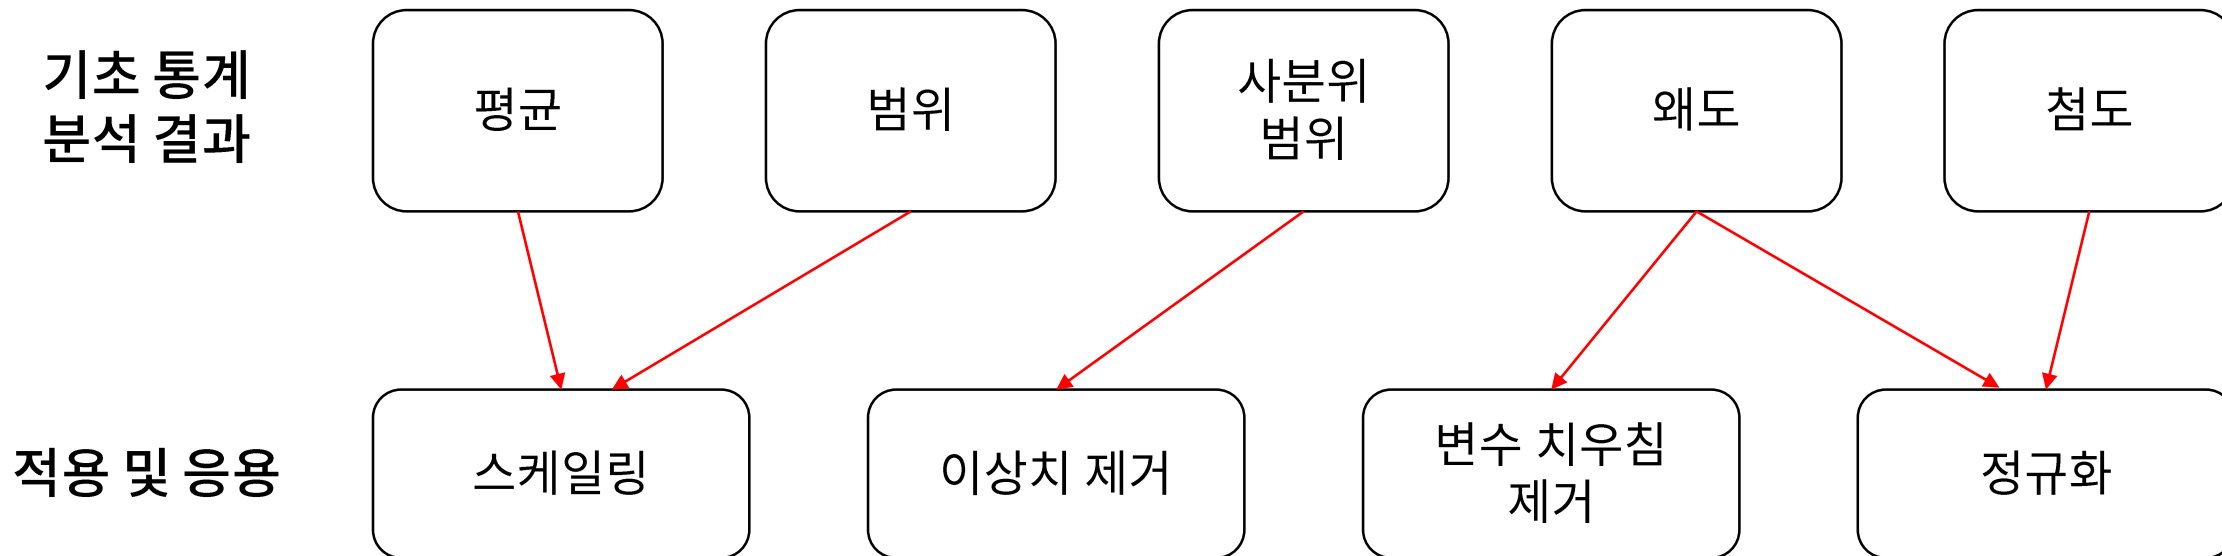 기초 통계
분석 결과
평균
범위
사분위
범위
왜도
첨도
적용 및 응용
스케일링
이상치 제거
변수 치우침
제거
정규화